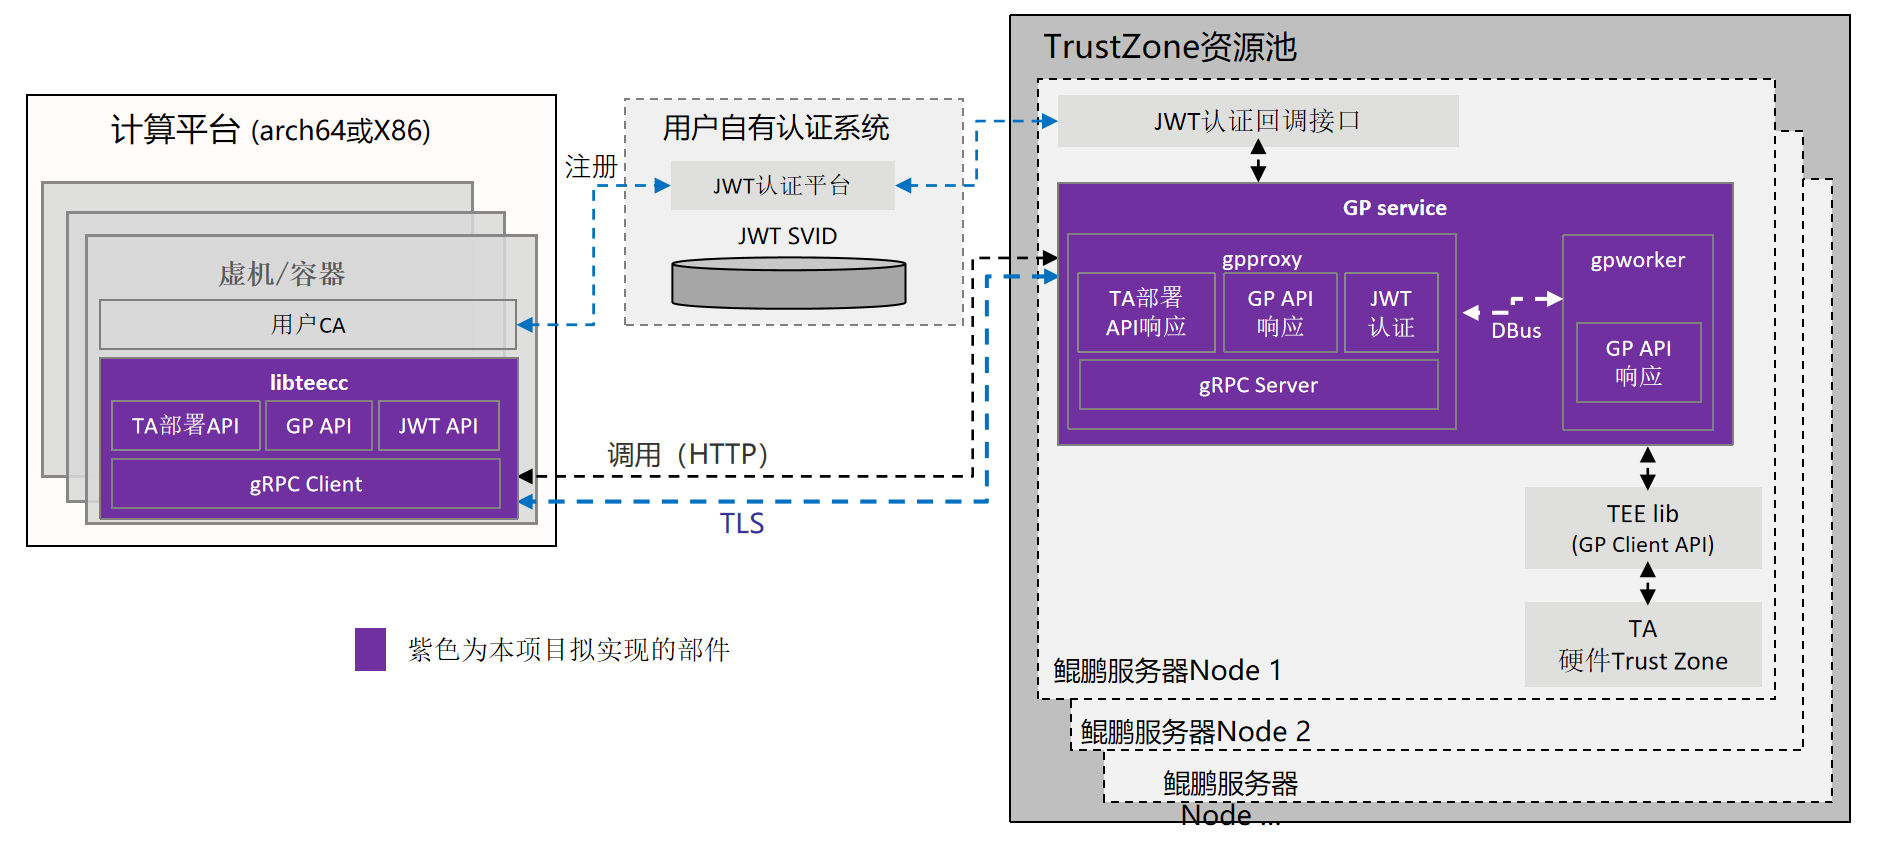 计算平台 (arch64或X86)
虚机/容器
用户CA
libteecc
TA部署API
GP API
JWT API
gRPC Client
注册
用户自有认证系统
JWT认证平台
JWT SVID
调用（HTTP）
TLS
紫色为本项目拟实现的部件
TrustZone资源池
JWT认证回调接口
GP service
gpproxy
TA部署
API响应
GP API
响应
JWT
认证
gRPC Server
DBus
gpworker
GP API
响应
TEE lib
(GP Client API)
TA
硬件Trust Zone
鲲鹏服务器Node 1
鲲鹏服务器Node 2
鲲鹏服务器
Node ...